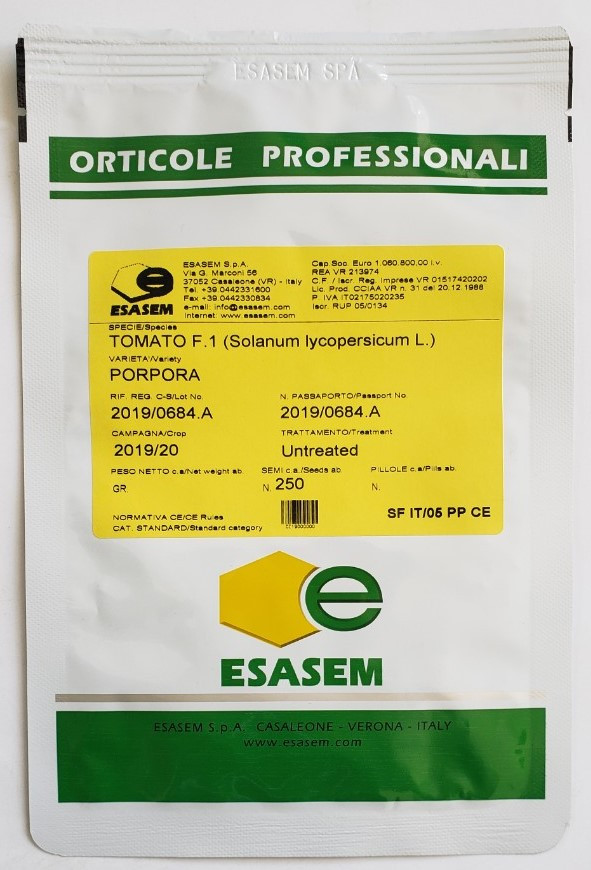 ESASEM SPA
ORTICOLE PROFESSIONALI
ESASEM S.p.A.
Via G. Marconi 56
37052 Casaleone (VR) - Italy
Tel. +39.0442331600
Fax +39.0442330834
e-mail: info@esasem.com
Internet: www.esasem.com
Cap.Soc. Euro 1.060.800,00 i.v.
REA VR 213974
C.F. / Iscr. Reg. Imprese VR 01517420202
Lic. Prod. CCIAA VR n. 31 del 20.12.1988
P. IVA IT02175020235
Iscr. RUP 05/0134
ESASEM
SPECIE/Species
TOMATO F.1 (Solanum lycopersicum L.)
VARIETA'/Variety
PORPORA
RIF. REG. C-S/Lot No.
N. PASSAPORTO/Passport No.
2019/0684.A
2019/0684.A
CAMPAGNA/Crop
TRATTAMENTO/Treatment
2019/20
Untreated
PESO NETTO c.a/Net weight ab.
SEMI c.a./Seeds ab.
PILLOLE c.a/Pills ab.
GR.
N. 250
N.
NORMATIVA CE/CE Rules
CAT. STANDARD/Standard category
SF IT/05 PP CE
e
ESASEM
ESASEM S.p.A. CASALEONE - VERONA - ITALY
www.esasem.com